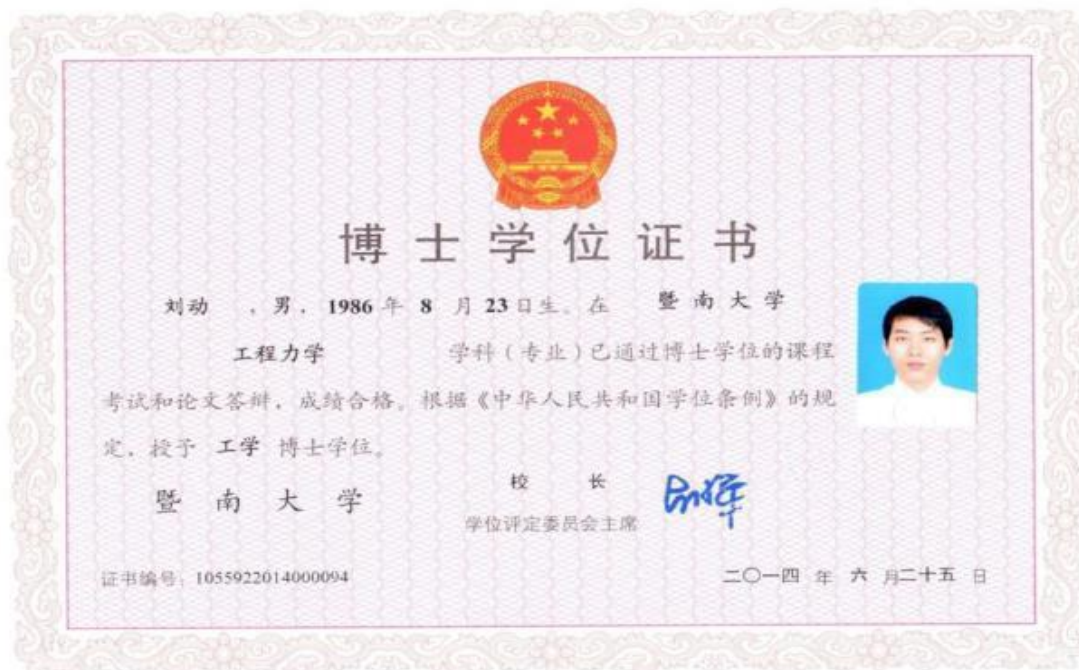 博士学位证书
刘动 ,男,1986 年 8 月 23 日生。在 暨南大学
工程力学 学科(专业)已通过博士学位的课程
考试和论文答辩,成绩合格。根据《中华人民共和国学位条例》的规
定,授予 工学 博士学位。
暨南大学
校 长
学位评定委员会主席
证书编号:1055922014000094
二〇一四 年 六 月二十五 日